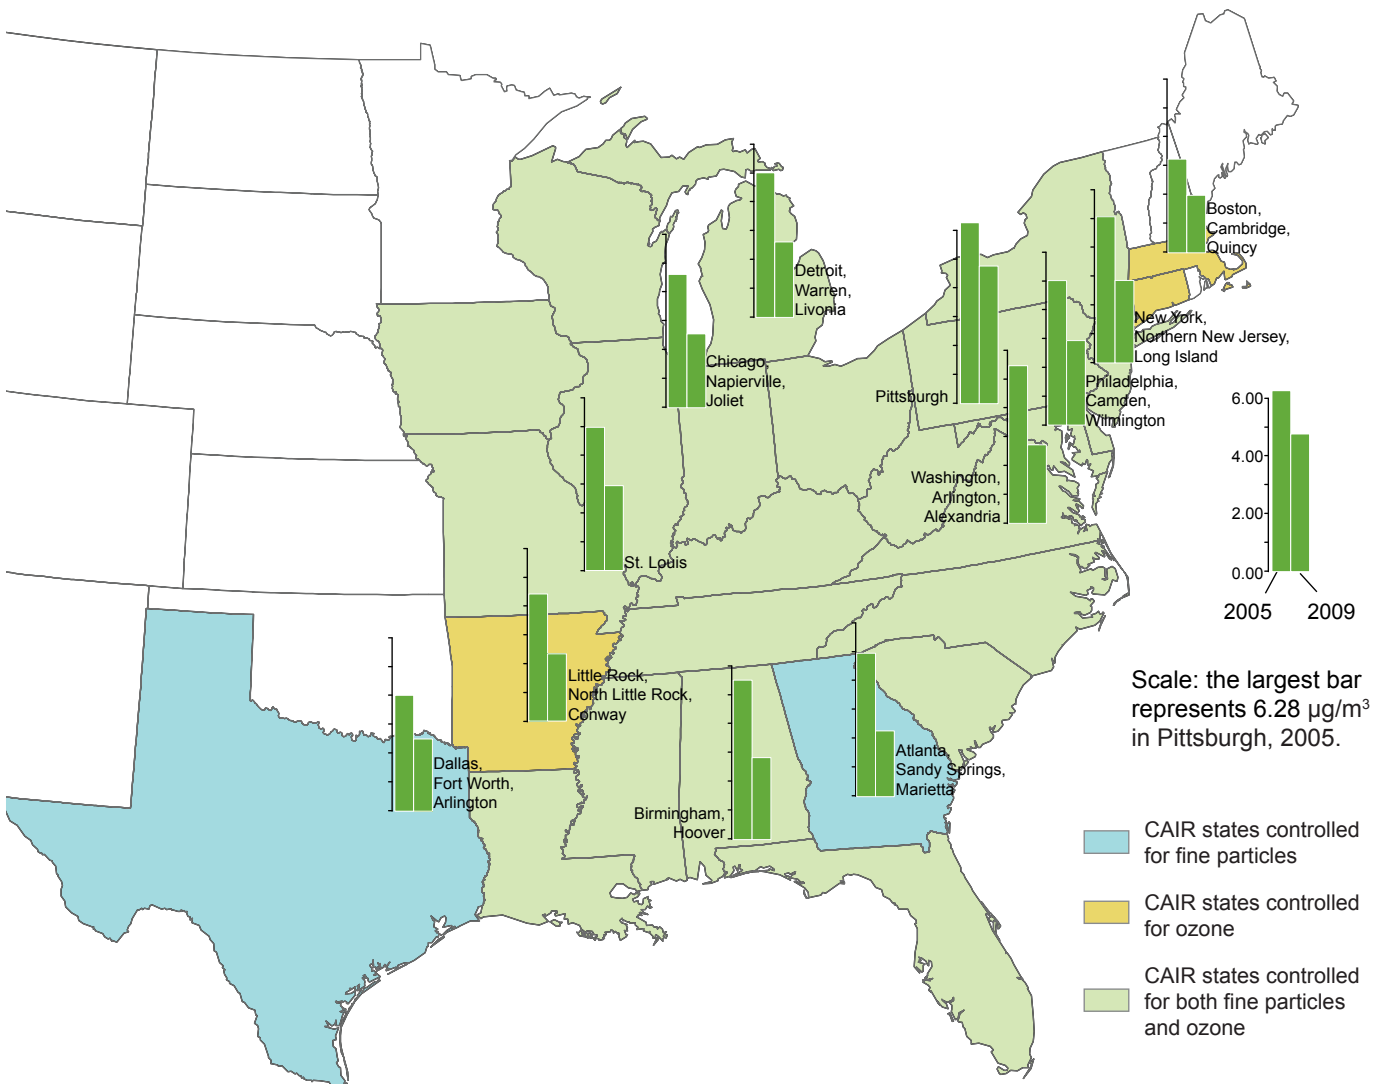 Boston,
Cambridge,
Quincy
Detroit,
Warren,
Livonia
New York,
Northern New Jersey,
Long Island
Chicago,
Napierville,
Joliet
Pittsburgh
Philadelphia,
Camden,
Wilmington
6.00
4.00
2.00
0.00
2005
2009
Washington,
Arlington,
Alexandria
St. Louis
Little Rock,
North Little Rock,
Conway
Scale: the largest bar
represents 6.28 µg/m³
in Pittsburgh, 2005.
Dallas,
Fort Worth,
Arlington
Atlanta,
Sandy Springs,
Marietta
Birmingham,
Hoover
CAIR states controlled
for fine particles
CAIR states controlled
for ozone
CAIR states controlled
for both fine particles
and ozone